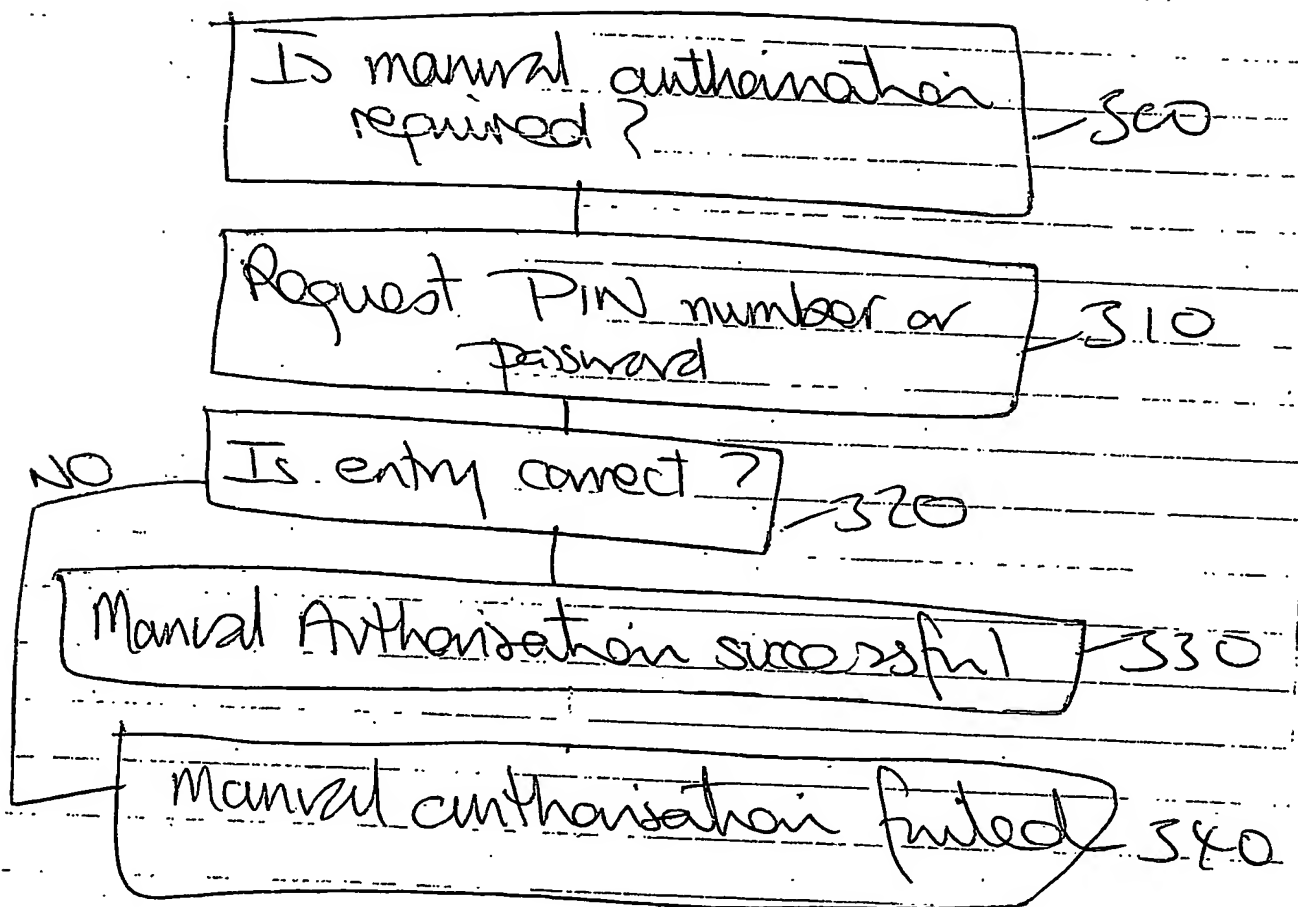 Is manual authorisation
required?
300
Request PIN number or
password
310
NO
Is entry correct?
320
Manual Authorisation successful
330
Manual authorisation failed
340